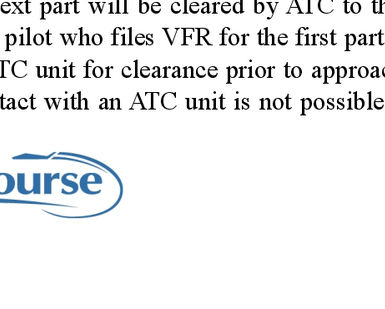 ext part will be cleared by ATC to th
pilot who files VFR for the first part
TC unit for clearance prior to approac
tact with an ATC unit is not possible
ourse